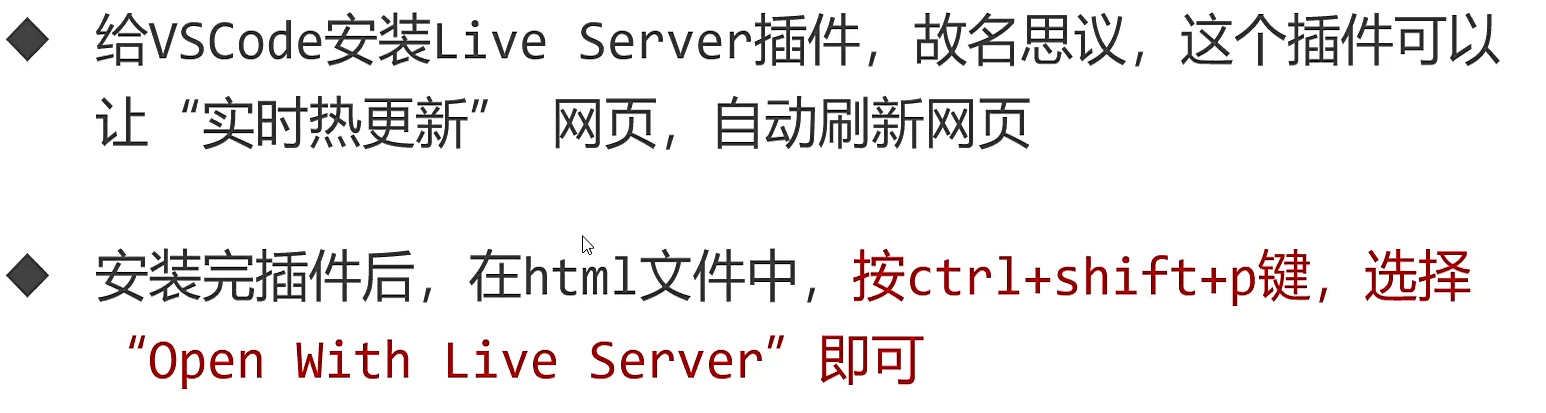 给VSCode安装Live Server插件，故名思议，这个插件可以
让“实时热更新” 网页，自动刷新网页
安装完插件后，在html文件中，按ctrl+shift+p键，选择
“Open With Live Server”即可